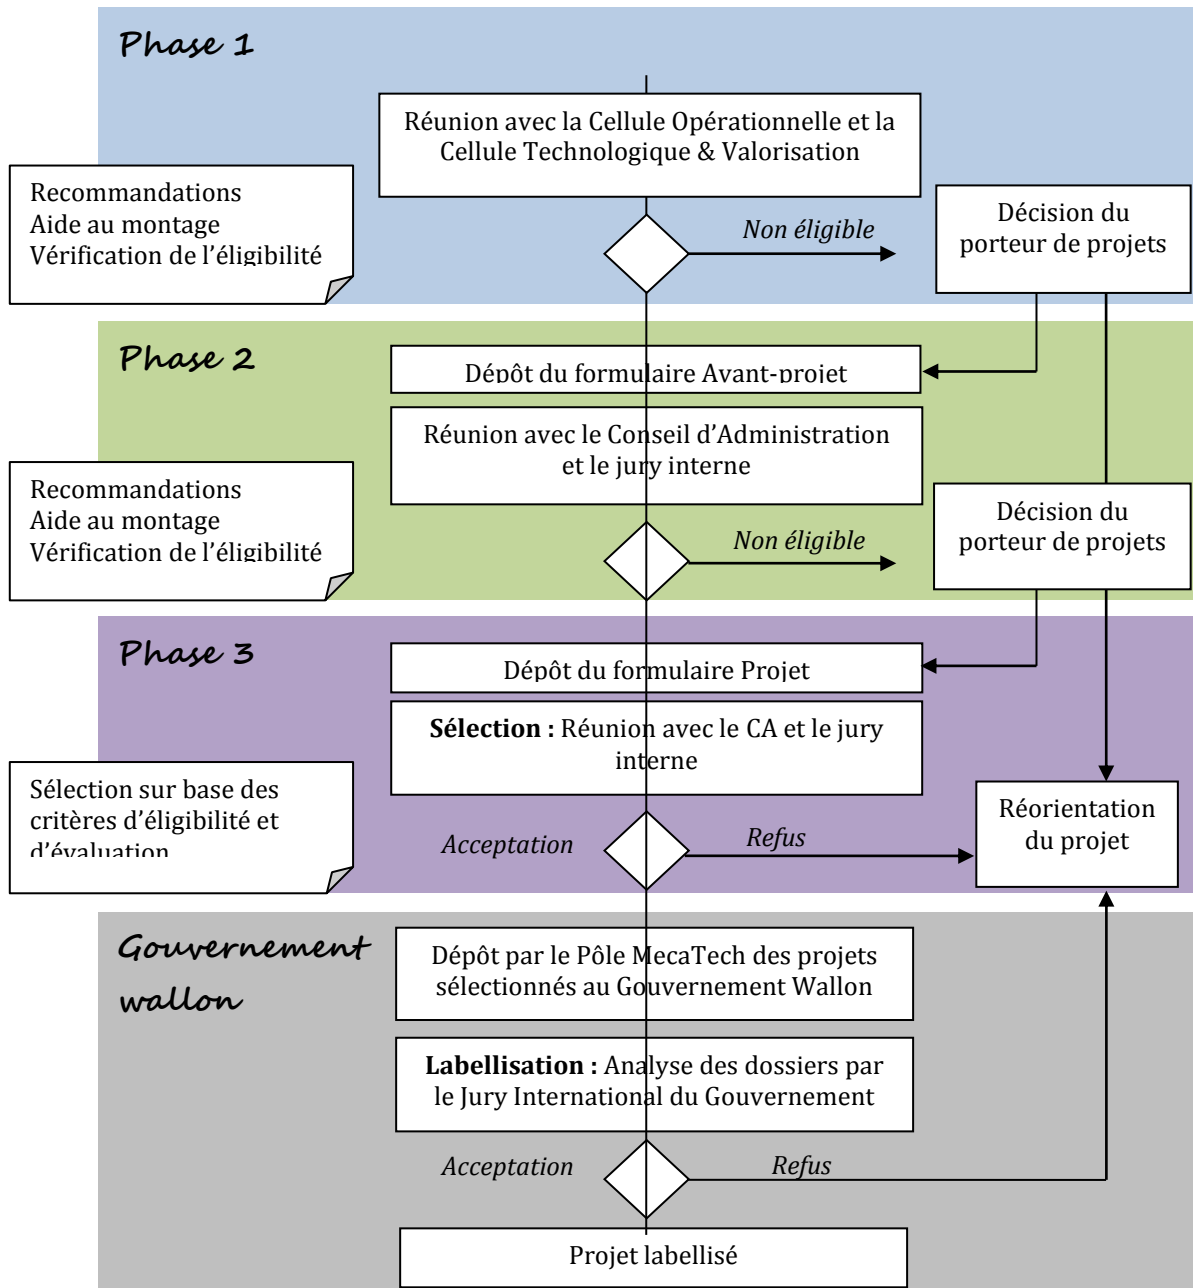 Phase 1
Réunion avec la Cellule Opérationnelle et la
Cellule Technologique & Valorisation
Recommandations
Aide au montage
Vérification de l’éligibilité
Non éligible
Décision du
porteur de projets
Phase 2
Dépôt du formulaire Avant-projet
Réunion avec le Conseil d’Administration
et le jury interne
Recommandations
Aide au montage
Vérification de l’éligibilité
Non éligible
Décision du
porteur de projets
Phase 3
Dépôt du formulaire Projet
Sélection : Réunion avec le CA et le jury
interne
Sélection sur base des
critères d’éligibilité et
d’évaluation
Acceptation
Refus
Réorientation
du projet
Gouvernement
wallon
Dépôt par le Pôle MecaTech des projets
sélectionnés au Gouvernement Wallon
Labellisation : Analyse des dossiers par
le Jury International du Gouvernement
Acceptation
Refus
Projet labellisé